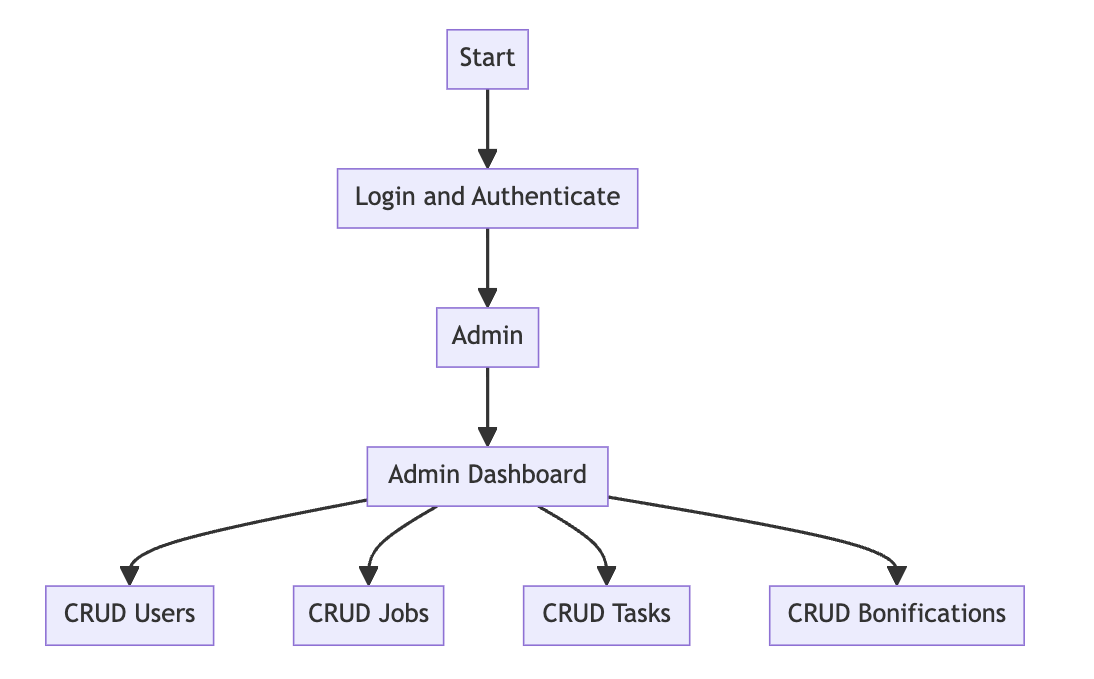 Start
Login and Authenticate
Admin
Admin Dashboard
CRUD Users
CRUD Jobs
CRUD Tasks
CRUD Bonifications